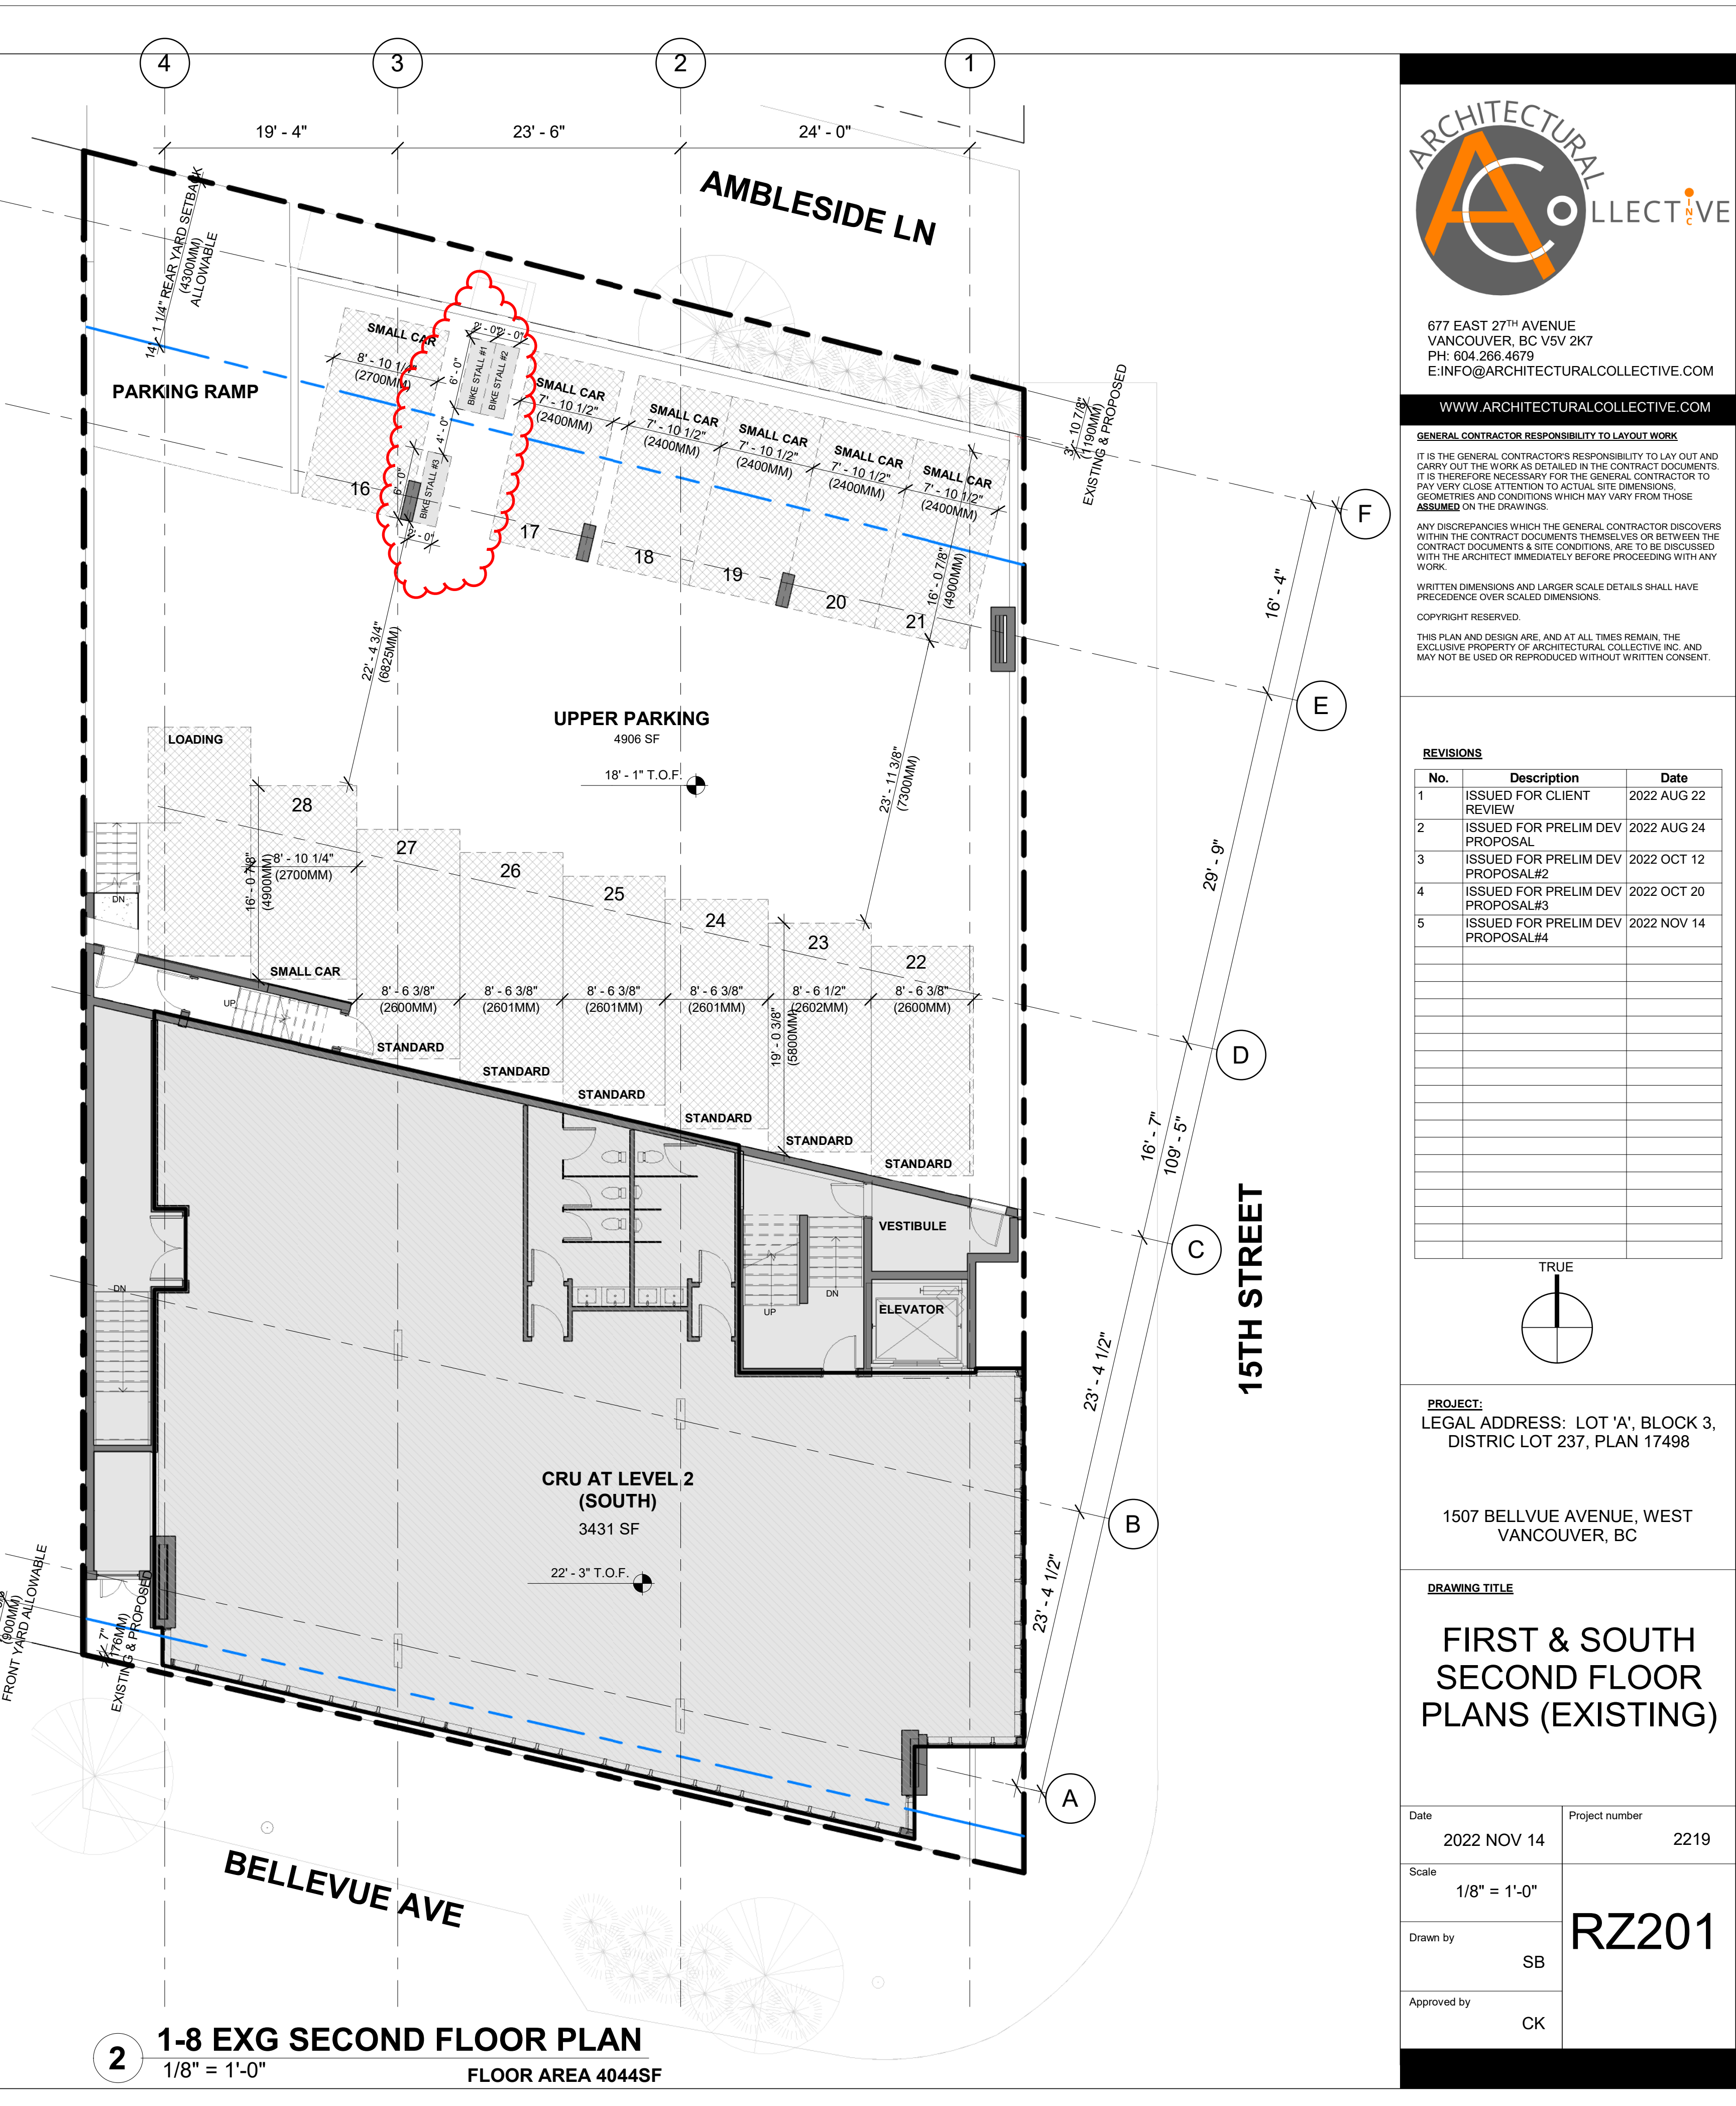 4
3
2
1
19' - 4"
23' - 6"
24' - 0"
AMBLESIDE LN
14' - 1 1/4" REAR YARD SETBACK
(4300MM)
ALLOWABLE
PARKING RAMP
SMALL CAR
8' - 10 1/4"
(2700MM)
16
2' - 0"
2' - 0"
6' - 0"
BIKE STALL #1
BIKE STALL #2
4' - 0"
6' - 0"
BIKE STALL #3
2' - 0"
SMALL CAR
7' - 10 1/2"
(2400MM)
17
SMALL CAR
7' - 10 1/2"
(2400MM)
18
SMALL CAR
7' - 10 1/2"
(2400MM)
19
SMALL CAR
7' - 10 1/2"
(2400MM)
20
SMALL CAR
7' - 10 1/2"
(2400MM)
21
16' - 0 7/8"
(4900MM)
3' - 10 7/8"
(1190MM)
EXISTING & PROPOSED
F
16' - 4"
E
22' - 4 3/4"
(6825MM)
UPPER PARKING
4906 SF
18' - 1" T.O.F.
23' - 11 3/8"
(7300MM)
29' - 9"
LOADING
28
16' - 0 7/8"
(4900MM)
8' - 10 1/4"
(2700MM)
SMALL CAR
27
26
25
24
23
22
DN
UP
8' - 6 3/8"
(2600MM)
8' - 6 3/8"
(2601MM)
8' - 6 3/8"
(2601MM)
8' - 6 3/8"
(2601MM)
8' - 6 1/2"
(2602MM)
8' - 6 3/8"
(2600MM)
19' - 0 3/8"
(5800MM)
STANDARD
STANDARD
STANDARD
STANDARD
STANDARD
STANDARD
D
16' - 7"
109' - 5"
C
15TH STREET
VESTIBULE
ELEVATOR
UP
DN
DN
23' - 4 1/2"
B
CRU AT LEVEL 2
(SOUTH)
3431 SF
22' - 3" T.O.F.
23' - 4 1/2"
A
(900MM)
FRONT YARD ALLOWABLE
7"
176MM)
EXISTING & PROPOSED
BELLEVUE AVE
2
1-8 EXG SECOND FLOOR PLAN
1/8" = 1'-0"
FLOOR AREA 4044SF
ARCHITECTURAL
COLLECTIVE
INC
677 EAST 27TH AVENUE
VANCOUVER, BC V5V 2K7
PH: 604.266.4679
E:INFO@ARCHITECTURALCOLLECTIVE.COM
WWW.ARCHITECTURALCOLLECTIVE.COM
GENERAL CONTRACTOR RESPONSIBILITY TO LAYOUT WORK
IT IS THE GENERAL CONTRACTOR'S RESPONSIBILITY TO LAY OUT AND
CARRY OUT THE WORK AS DETAILED IN THE CONTRACT DOCUMENTS.
IT IS THEREFORE NECESSARY FOR THE GENERAL CONTRACTOR TO
PAY VERY CLOSE ATTENTION TO ACTUAL SITE DIMENSIONS,
GEOMETRIES AND CONDITIONS WHICH MAY VARY FROM THOSE
ASSUMED ON THE DRAWINGS.
ANY DISCREPANCIES WHICH THE GENERAL CONTRACTOR DISCOVERS
WITHIN THE CONTRACT DOCUMENTS THEMSELVES OR BETWEEN THE
CONTRACT DOCUMENTS & SITE CONDITIONS, ARE TO BE DISCUSSED
WITH THE ARCHITECT IMMEDIATELY BEFORE PROCEEDING WITH ANY
WORK.
WRITTEN DIMENSIONS AND LARGER SCALE DETAILS SHALL HAVE
PRECEDENCE OVER SCALED DIMENSIONS.
COPYRIGHT RESERVED.
THIS PLAN AND DESIGN ARE, AND AT ALL TIMES REMAIN, THE
EXCLUSIVE PROPERTY OF ARCHITECTURAL COLLECTIVE INC. AND
MAY NOT BE USED OR REPRODUCED WITHOUT WRITTEN CONSENT.
REVISIONS
No. Description Date
1 ISSUED FOR CLIENT 2022 AUG 22
REVIEW
2 ISSUED FOR PRELIM DEV 2022 AUG 24
PROPOSAL
3 ISSUED FOR PRELIM DEV 2022 OCT 12
PROPOSAL#2
4 ISSUED FOR PRELIM DEV 2022 OCT 20
PROPOSAL#3
5 ISSUED FOR PRELIM DEV 2022 NOV 14
PROPOSAL#4
TRUE
PROJECT:
LEGAL ADDRESS: LOT 'A', BLOCK 3,
DISTRIC LOT 237, PLAN 17498
1507 BELLVUE AVENUE, WEST
VANCOUVER, BC
DRAWING TITLE
FIRST & SOUTH
SECOND FLOOR
PLANS (EXISTING)
Date
2022 NOV 14
Project number
2219
Scale
1/8" = 1'-0"
RZ201
Drawn by
SB
Approved by
CK